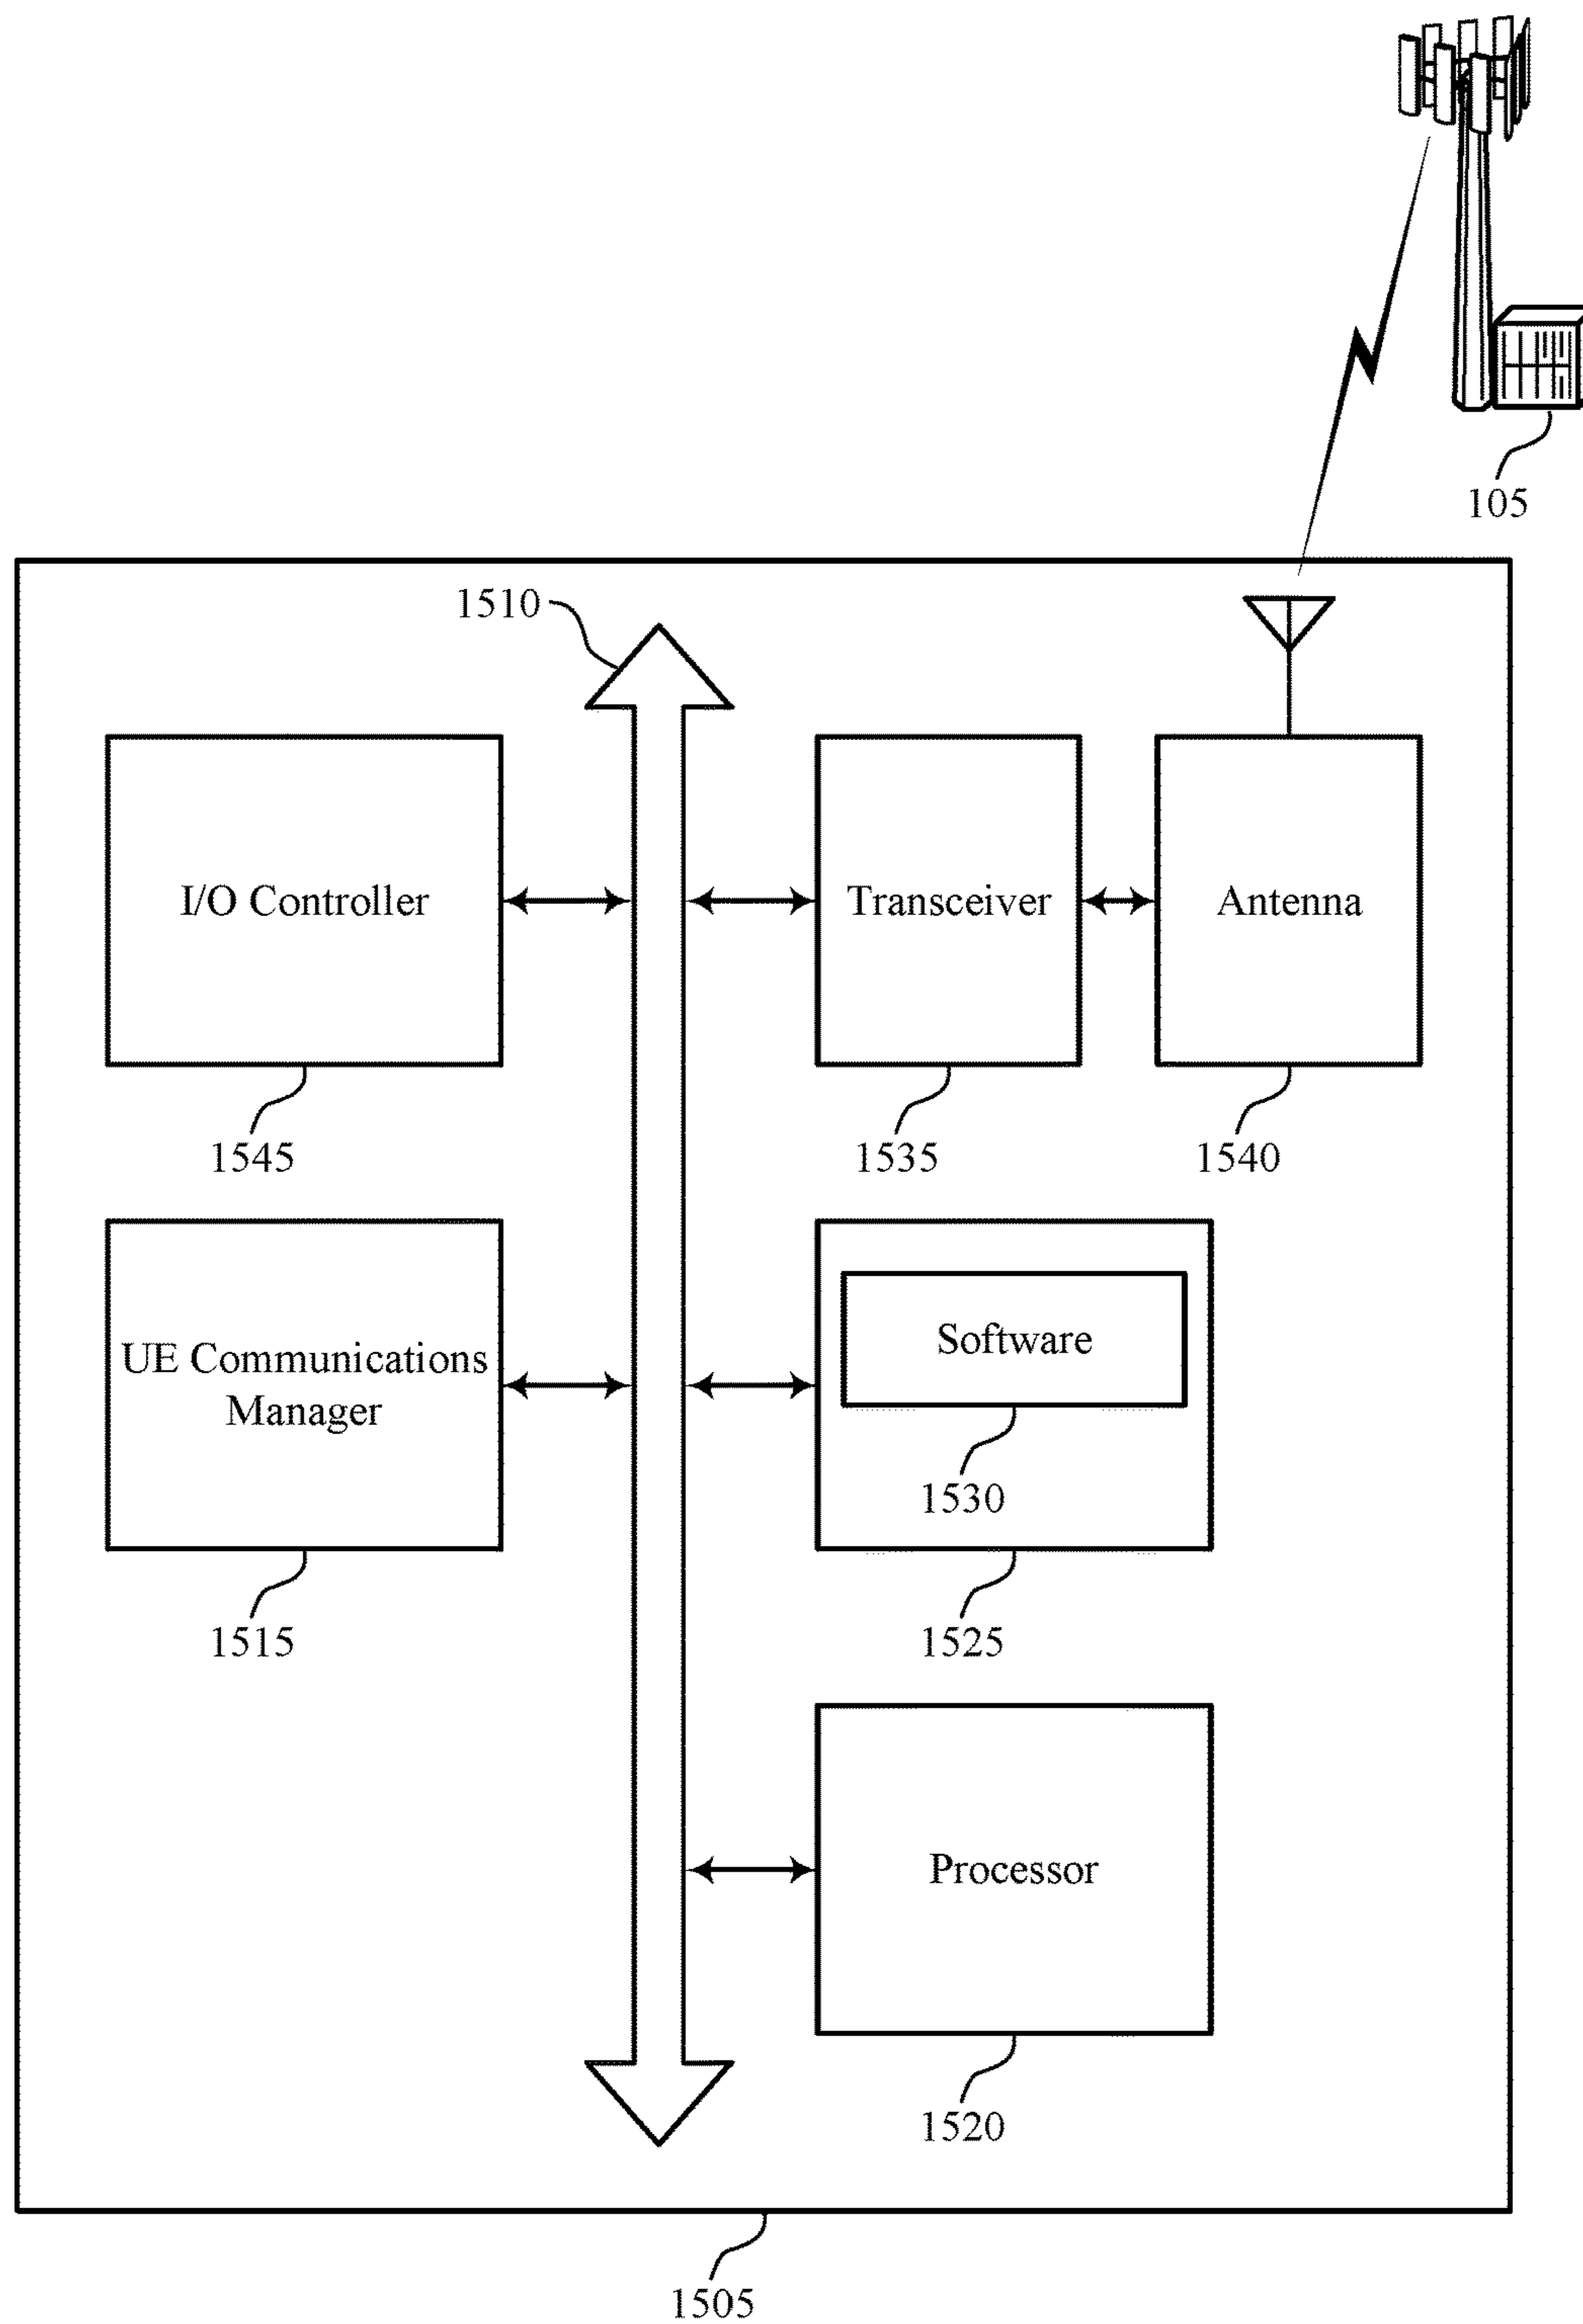 105
1510
I/O Controller
Transceiver
Antenna
1545
1535
1540
UE Communications
Manager
Software
1530
1515
1525
Processor
1520
1505